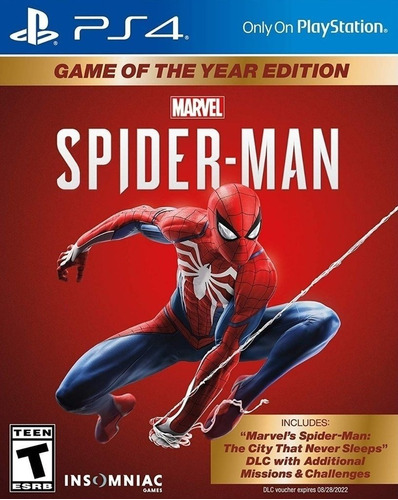 PS4
Only On PlayStation®
GAME OF THE YEAR EDITION
MARVEL
SPIDER-MAN
INCLUDES:
"Marvel's Spider-Man:
The City That Never Sleeps"
DLC with Additional
Missions & Challenges
DLC voucher expires 08/28/2022
TEEN
T
ESRB
INSOMNIAC
GAMES